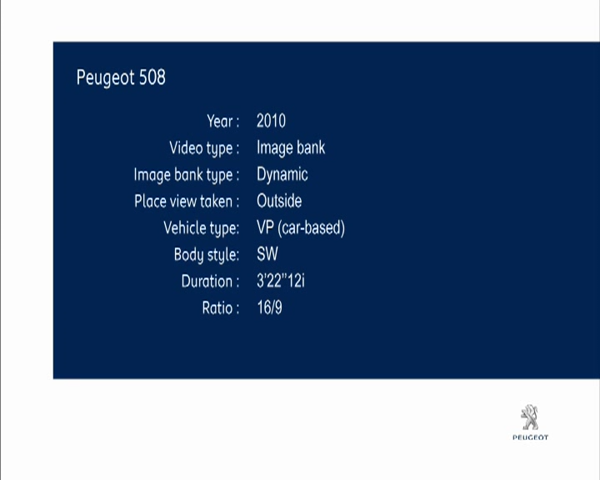 Peugeot 508
Year : 2010
Video type : Image bank
Image bank type : Dynamic
Place view taken : Outside
Vehicle type: VP (car-based)
Body style: SW
Duration : 3'22"12i
Ratio : 16/9
PEUGEOT